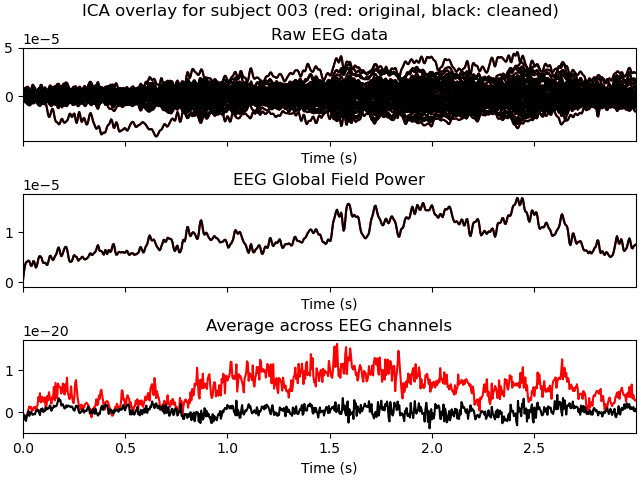 ICA overlay for subject 003 (red: original, black: cleaned)
Raw EEG data
1e−5
5
0
Time (s)
EEG Global Field Power
1e−5
1
0
Time (s)
Average across EEG channels
1e−20
1
0
0.0 0.5 1.0 1.5 2.0 2.5
Time (s)